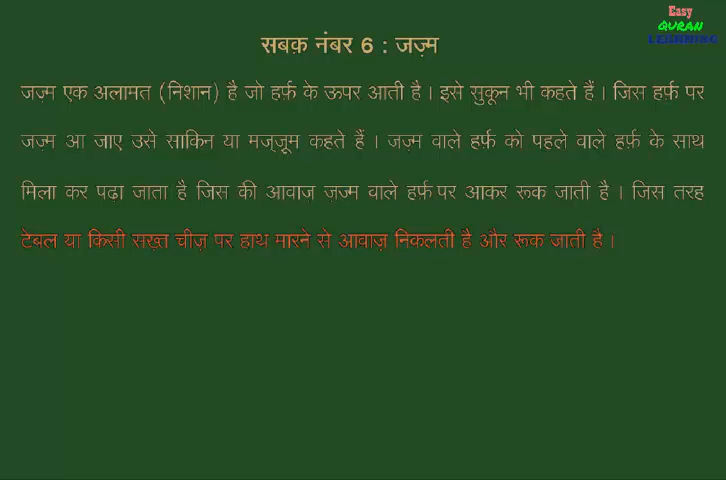 Easy
QURAN
LEARNING
सबक़ नंबर 6 : जज़्म
जज़्म एक अलामत (निशान) है जो हर्फ़ के ऊपर आती है । इसे सुकून भी कहते हैं । जिस हर्फ़ पर
जज़्म आ जाए उसे साकिन या मज्ज़ूम कहते हैं । जज़्म वाले हर्फ़ को पहले वाले हर्फ़ के साथ
मिला कर पढा जाता है जिस की आवाज़ जज़्म वाले हर्फ़ पर आकर रूक जाती है । जिस तरह
टेबल या किसी सख़्त चीज़ पर हाथ मारने से आवाज़ निकलती है और रूक जाती है ।